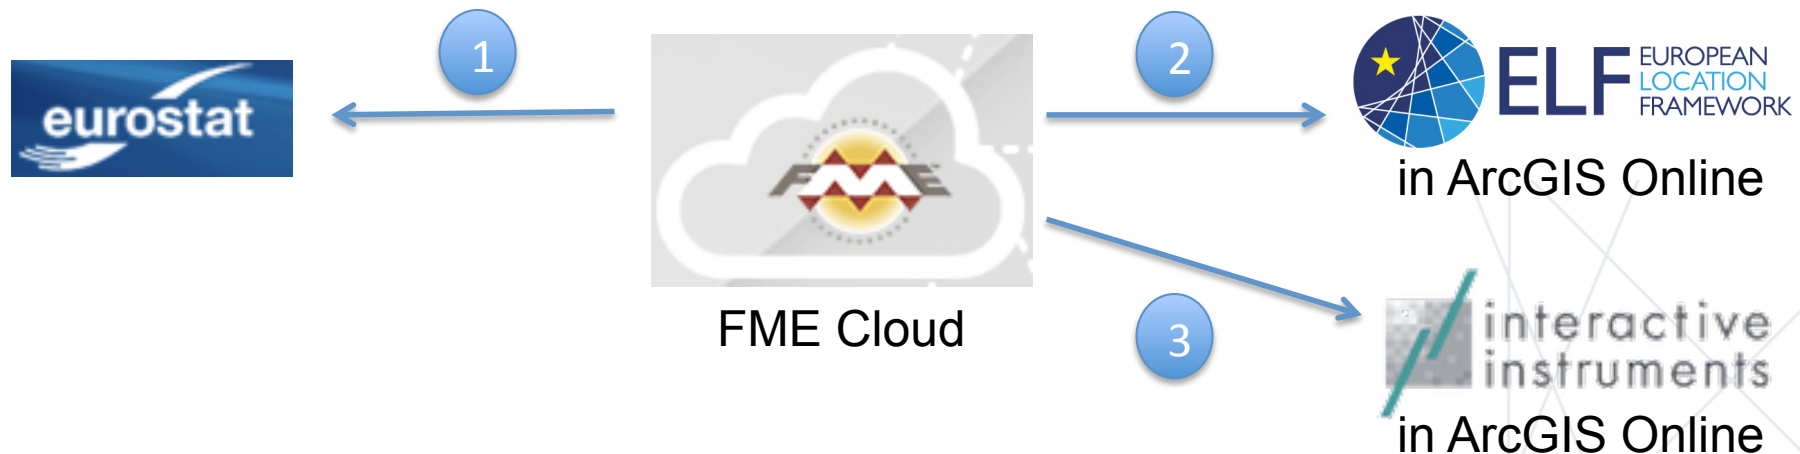 1
eurostat
FME
FME Cloud
2
ELF EUROPEAN
LOCATION
FRAMEWORK
in ArcGIS Online
3
interactive
instruments
in ArcGIS Online